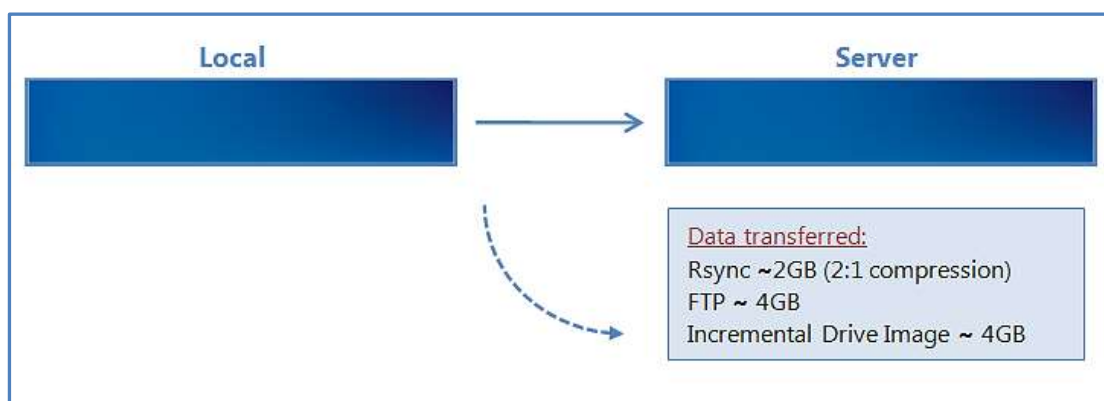 Local
Server
Data transferred:
Rsync ~2GB (2:1 compression)
FTP ~ 4GB
Incremental Drive Image ~ 4GB